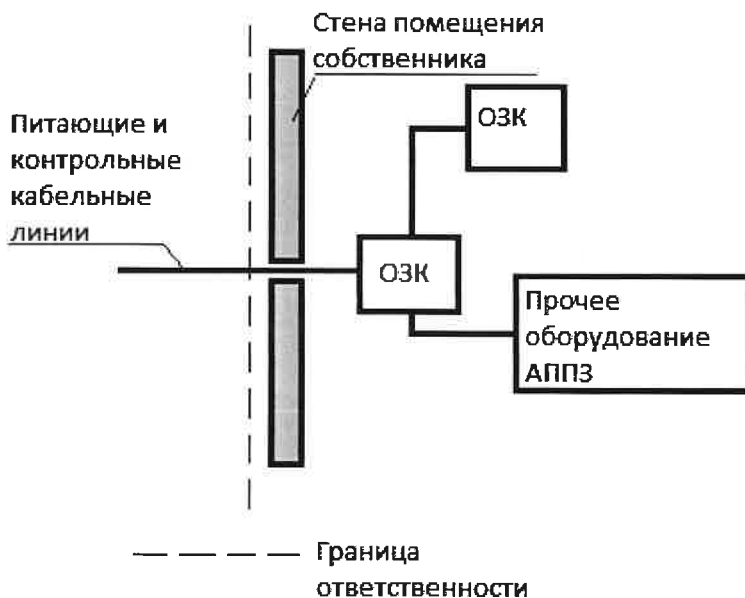 Стена помещения
собственника
Питающие и
контрольные
кабельные
линии
ОЗК
ОЗК
Прочее
оборудование
АППЗ
Граница
ответственности